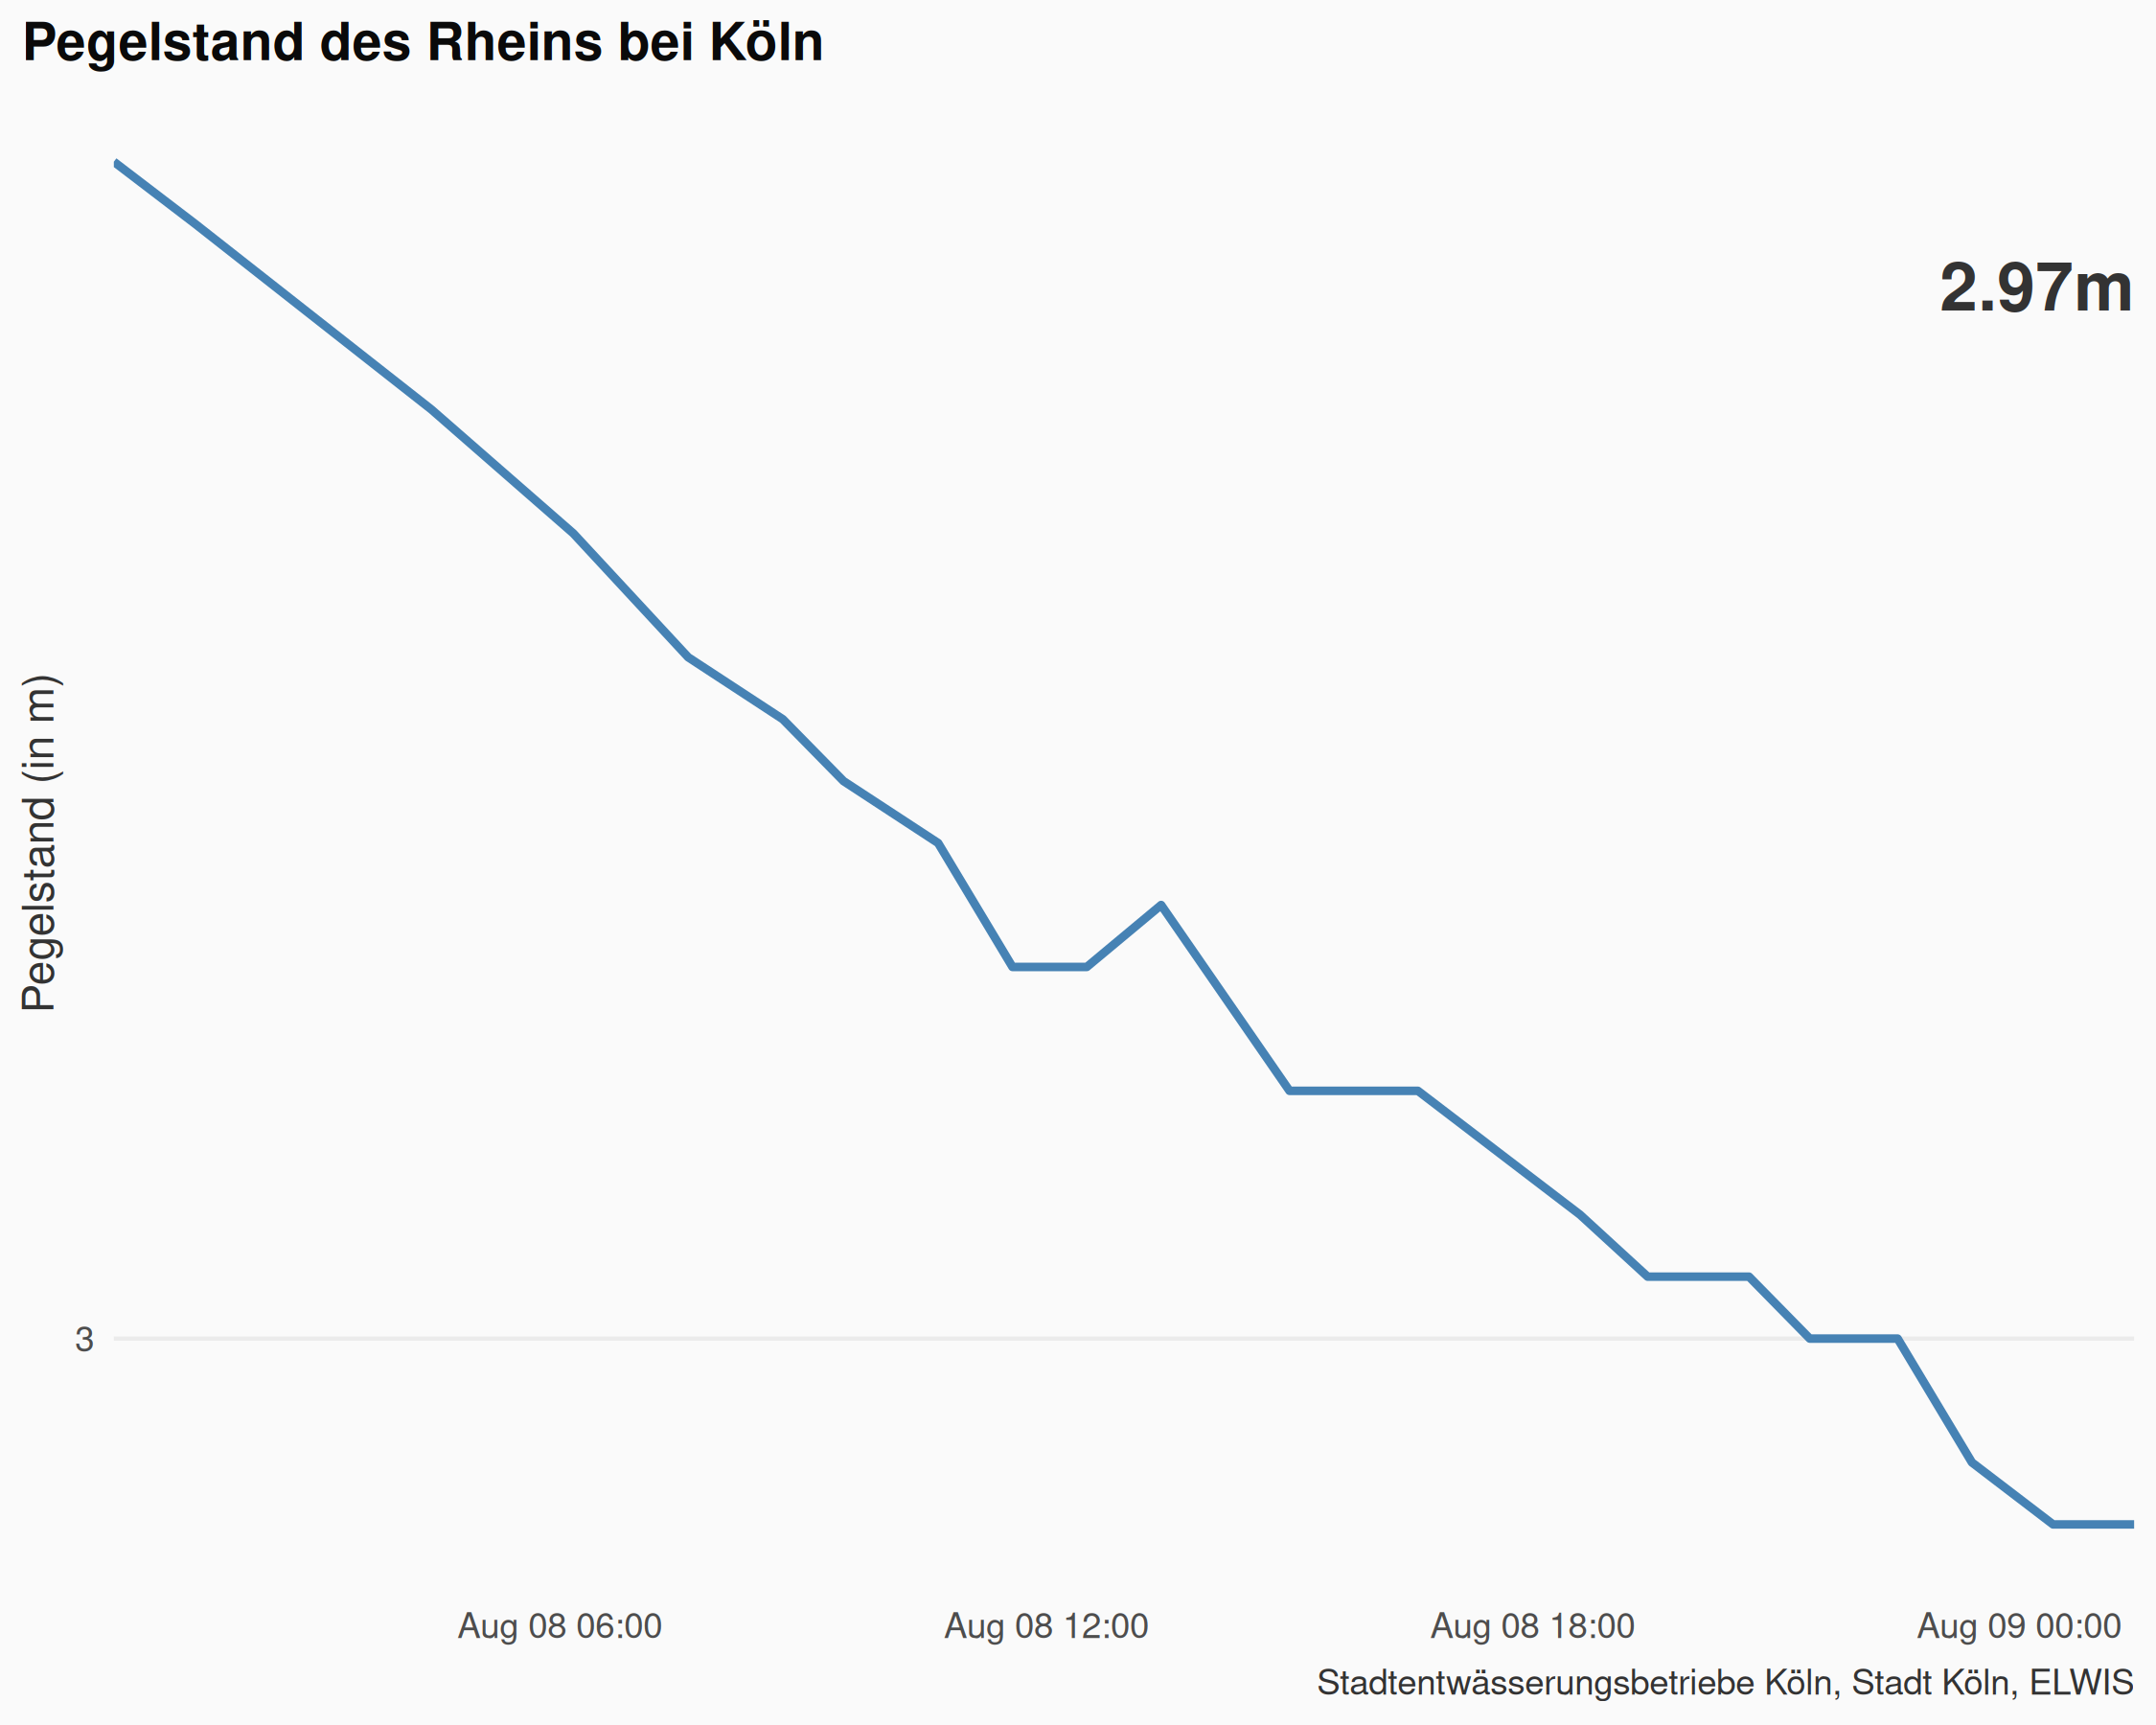 Pegelstand des Rheins bei Köln
2.97m
Pegelstand (in m)
3
Aug 08 06:00
Aug 08 12:00
Aug 08 18:00
Aug 09 00:00
Stadtentwässerungsbetriebe Köln, Stadt Köln, ELWIS